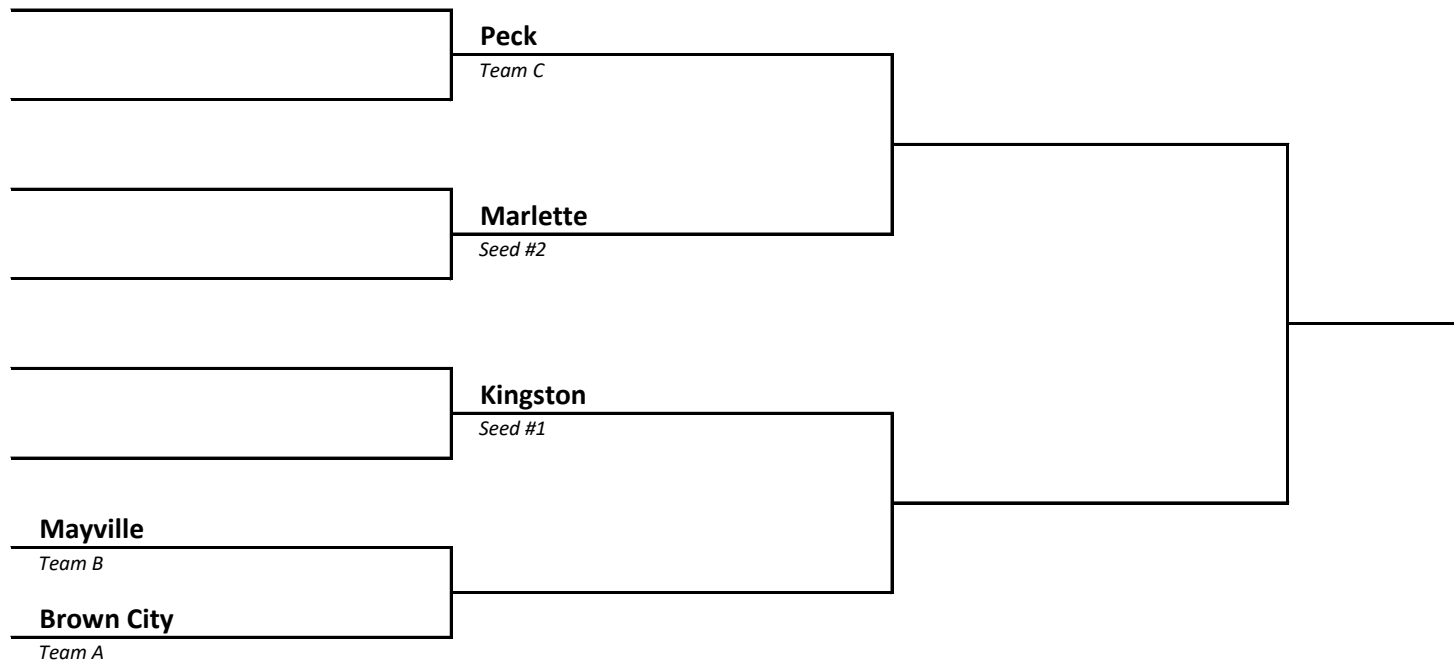 Peck
Team C
Marlette
Seed #2
Kingston
Seed #1
Mayville
Team B
Brown City
Team A